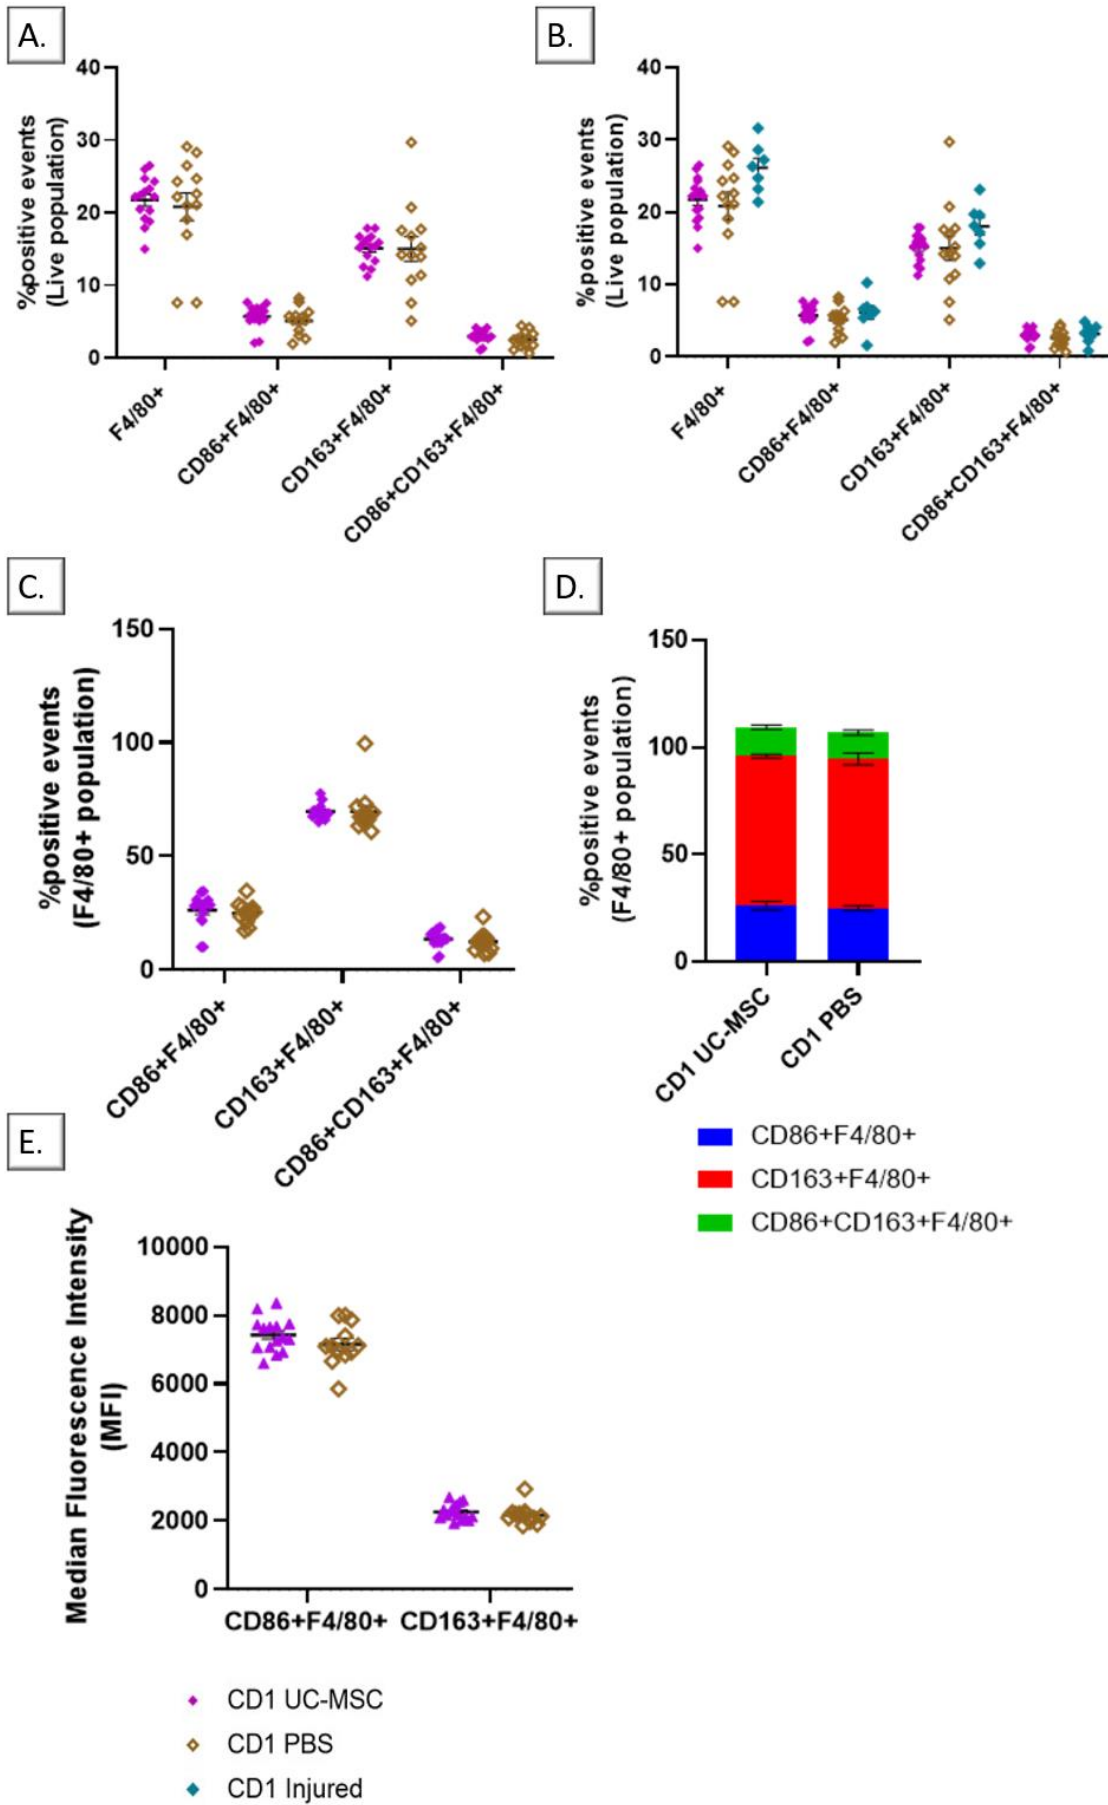 A.
%positive events
(Live population)
40
30
20
10
0
F4/80+
CD86+F4/80+
CD163+F4/80+
CD86+CD163+F4/80+
B.
%positive events
(Live population)
40
30
20
10
0
F4/80+
CD86+F4/80+
CD163+F4/80+
CD86+CD163+F4/80+
C.
%positive events
(F4/80+ population)
150
100
50
0
CD86+F4/80+
CD163+F4/80+
CD86+CD163+F4/80+
D.
%positive events
(F4/80+ population)
150
100
50
0
CD1 UC-MSC
CD1 PBS
CD86+F4/80+
CD163+F4/80+
CD86+CD163+F4/80+
E.
Median Fluorescence Intensity
(MFI)
10000
8000
6000
4000
2000
0
CD86+F4/80+ CD163+F4/80+
CD1 UC-MSC
CD1 PBS
CD1 Injured